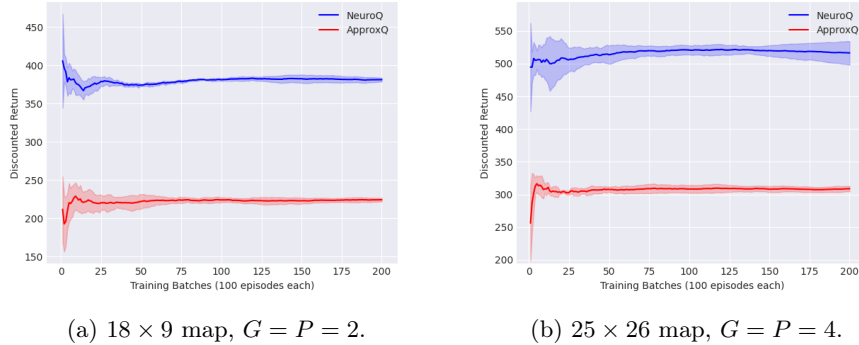 NeuroQ
ApproxQ
450
400
350
300
250
200
150
Discounted Return
0 25 50 75 100 125 150 175 200
Training Batches (100 episodes each)
(a) 18 × 9 map, G = P = 2.
NeuroQ
ApproxQ
550
500
450
400
350
300
250
200
Discounted Return
0 25 50 75 100 125 150 175 200
Training Batches (100 episodes each)
(b) 25 × 26 map, G = P = 4.